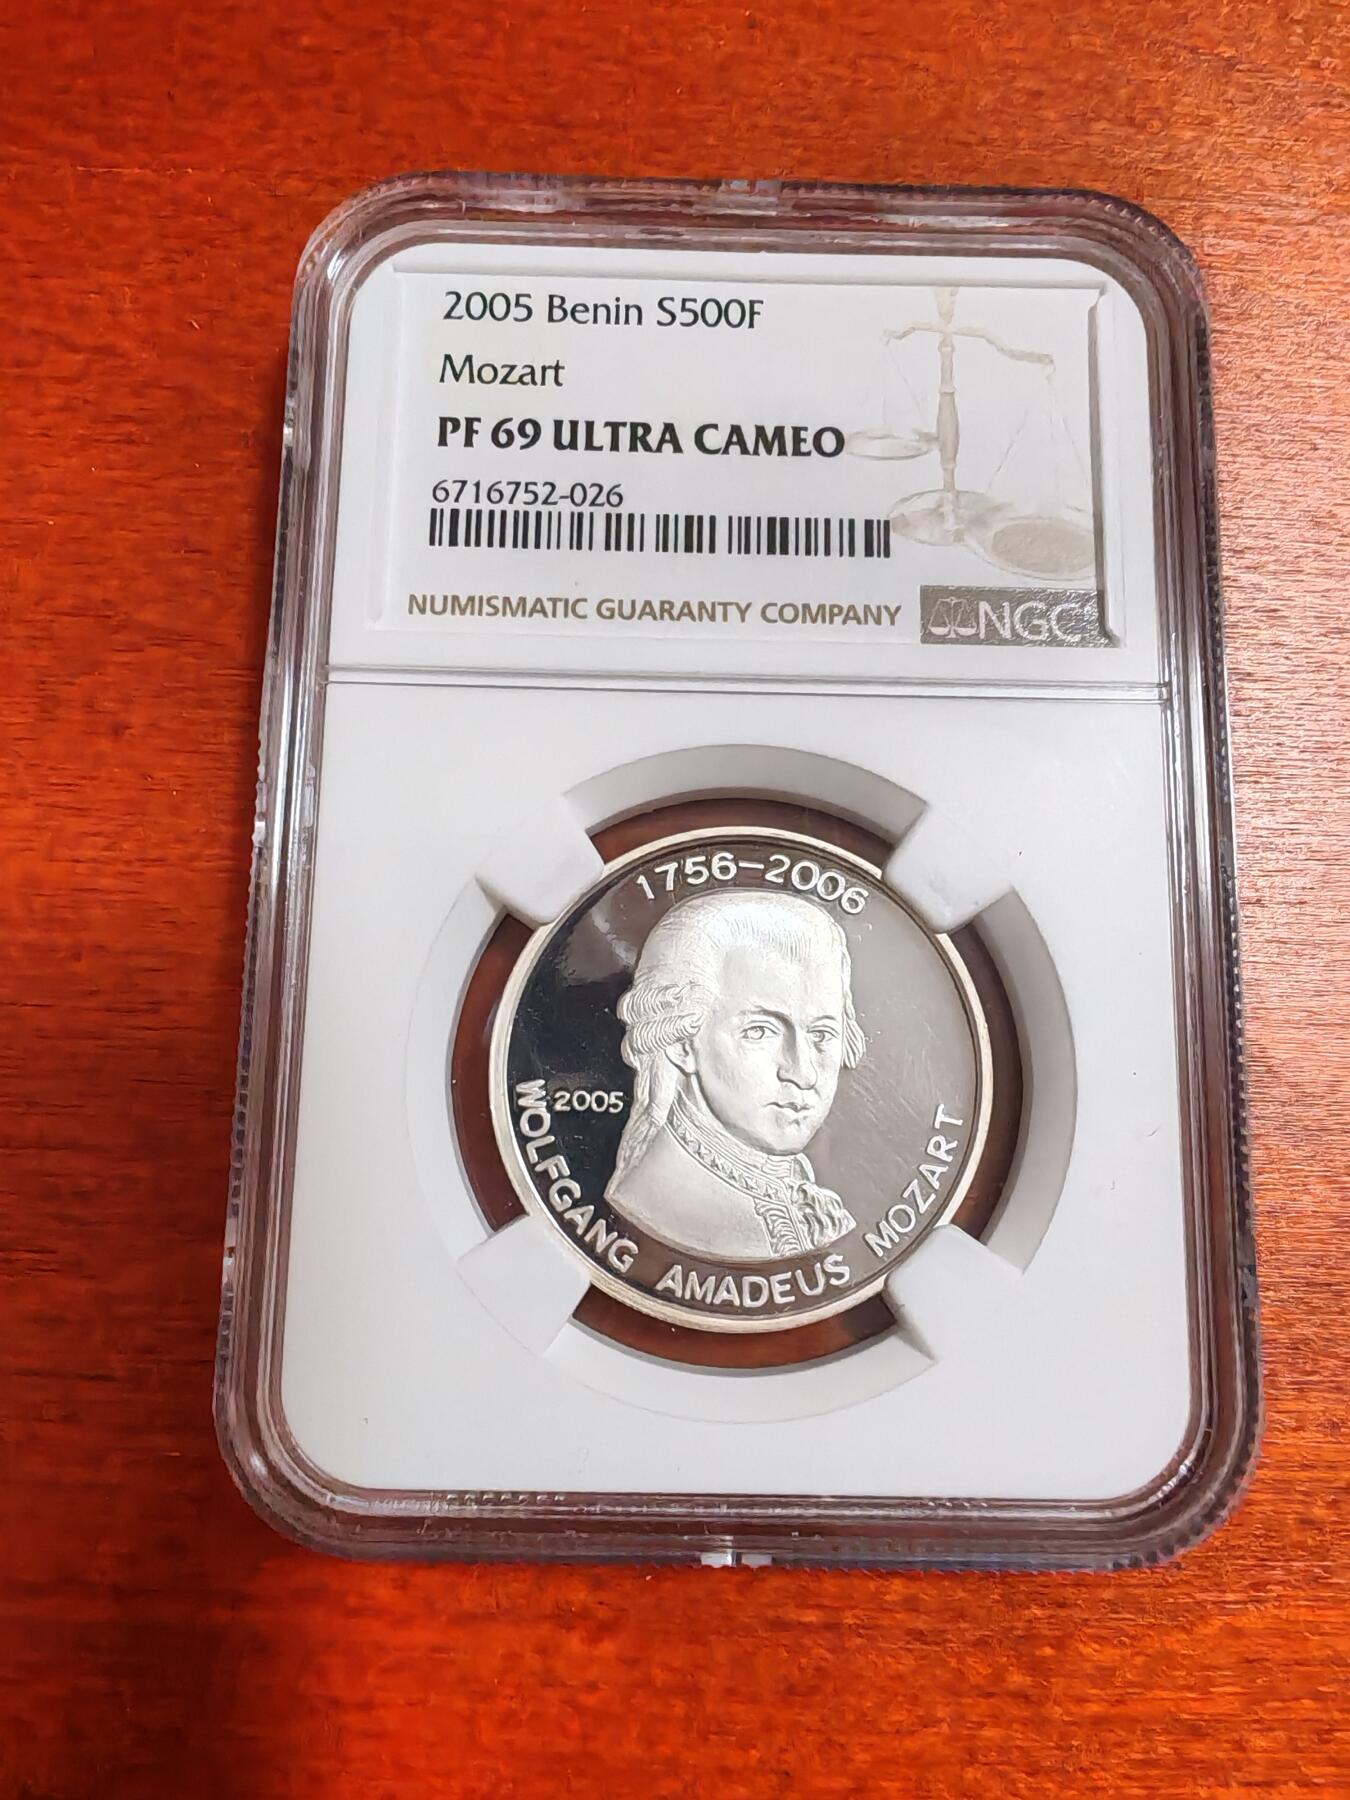 2005 Benin S500F
Mozart
PF 69 ULTRA CAMEO
6716752-026
NUMISMATIC GUARANTY COMPANY
NGC
1756-2006
2005
WOLFGANG AMADEUS MOZART